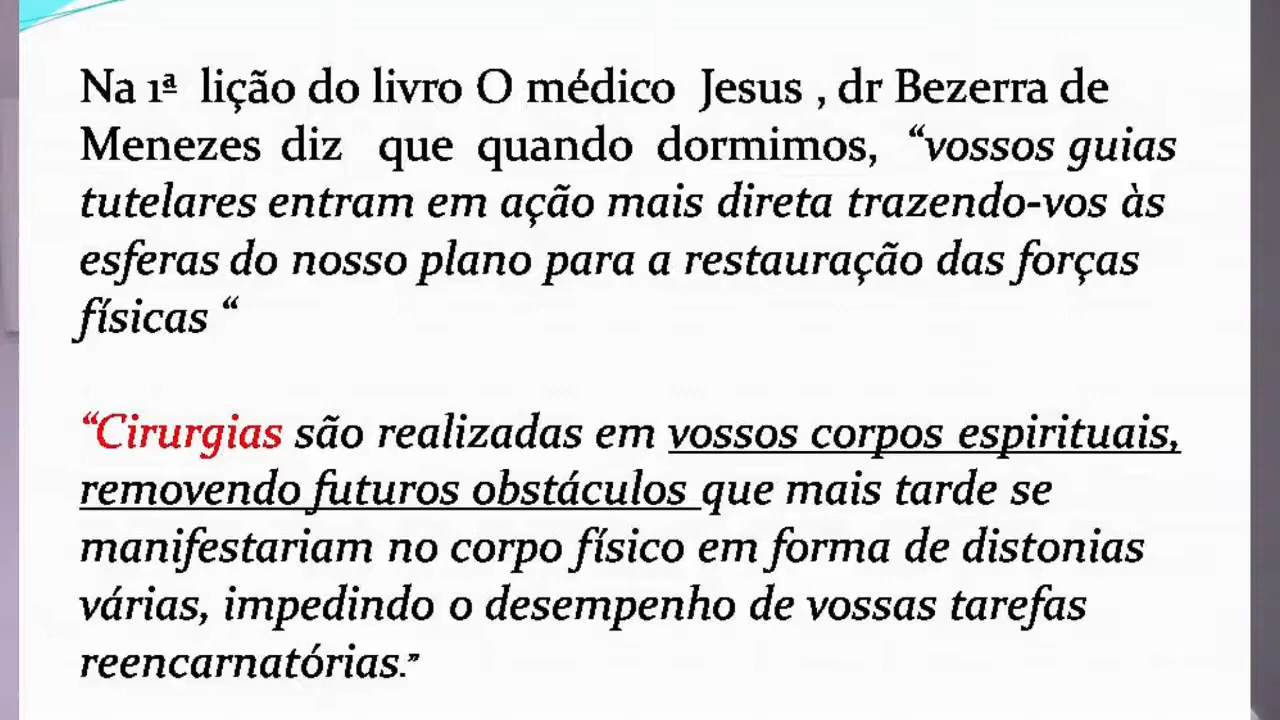 Na 1ª lição do livro O médico Jesus , dr Bezerra de
Menezes diz que quando dormimos, “vossos guias
tutelares entram em ação mais direta trazendo-vos às
esferas do nosso plano para a restauração das forças
físicas “
“Cirurgias são realizadas em vossos corpos espirituais,
removendo futuros obstáculos que mais tarde se
manifestariam no corpo físico em forma de distonias
várias, impedindo o desempenho de vossas tarefas
reencarnatórias.”